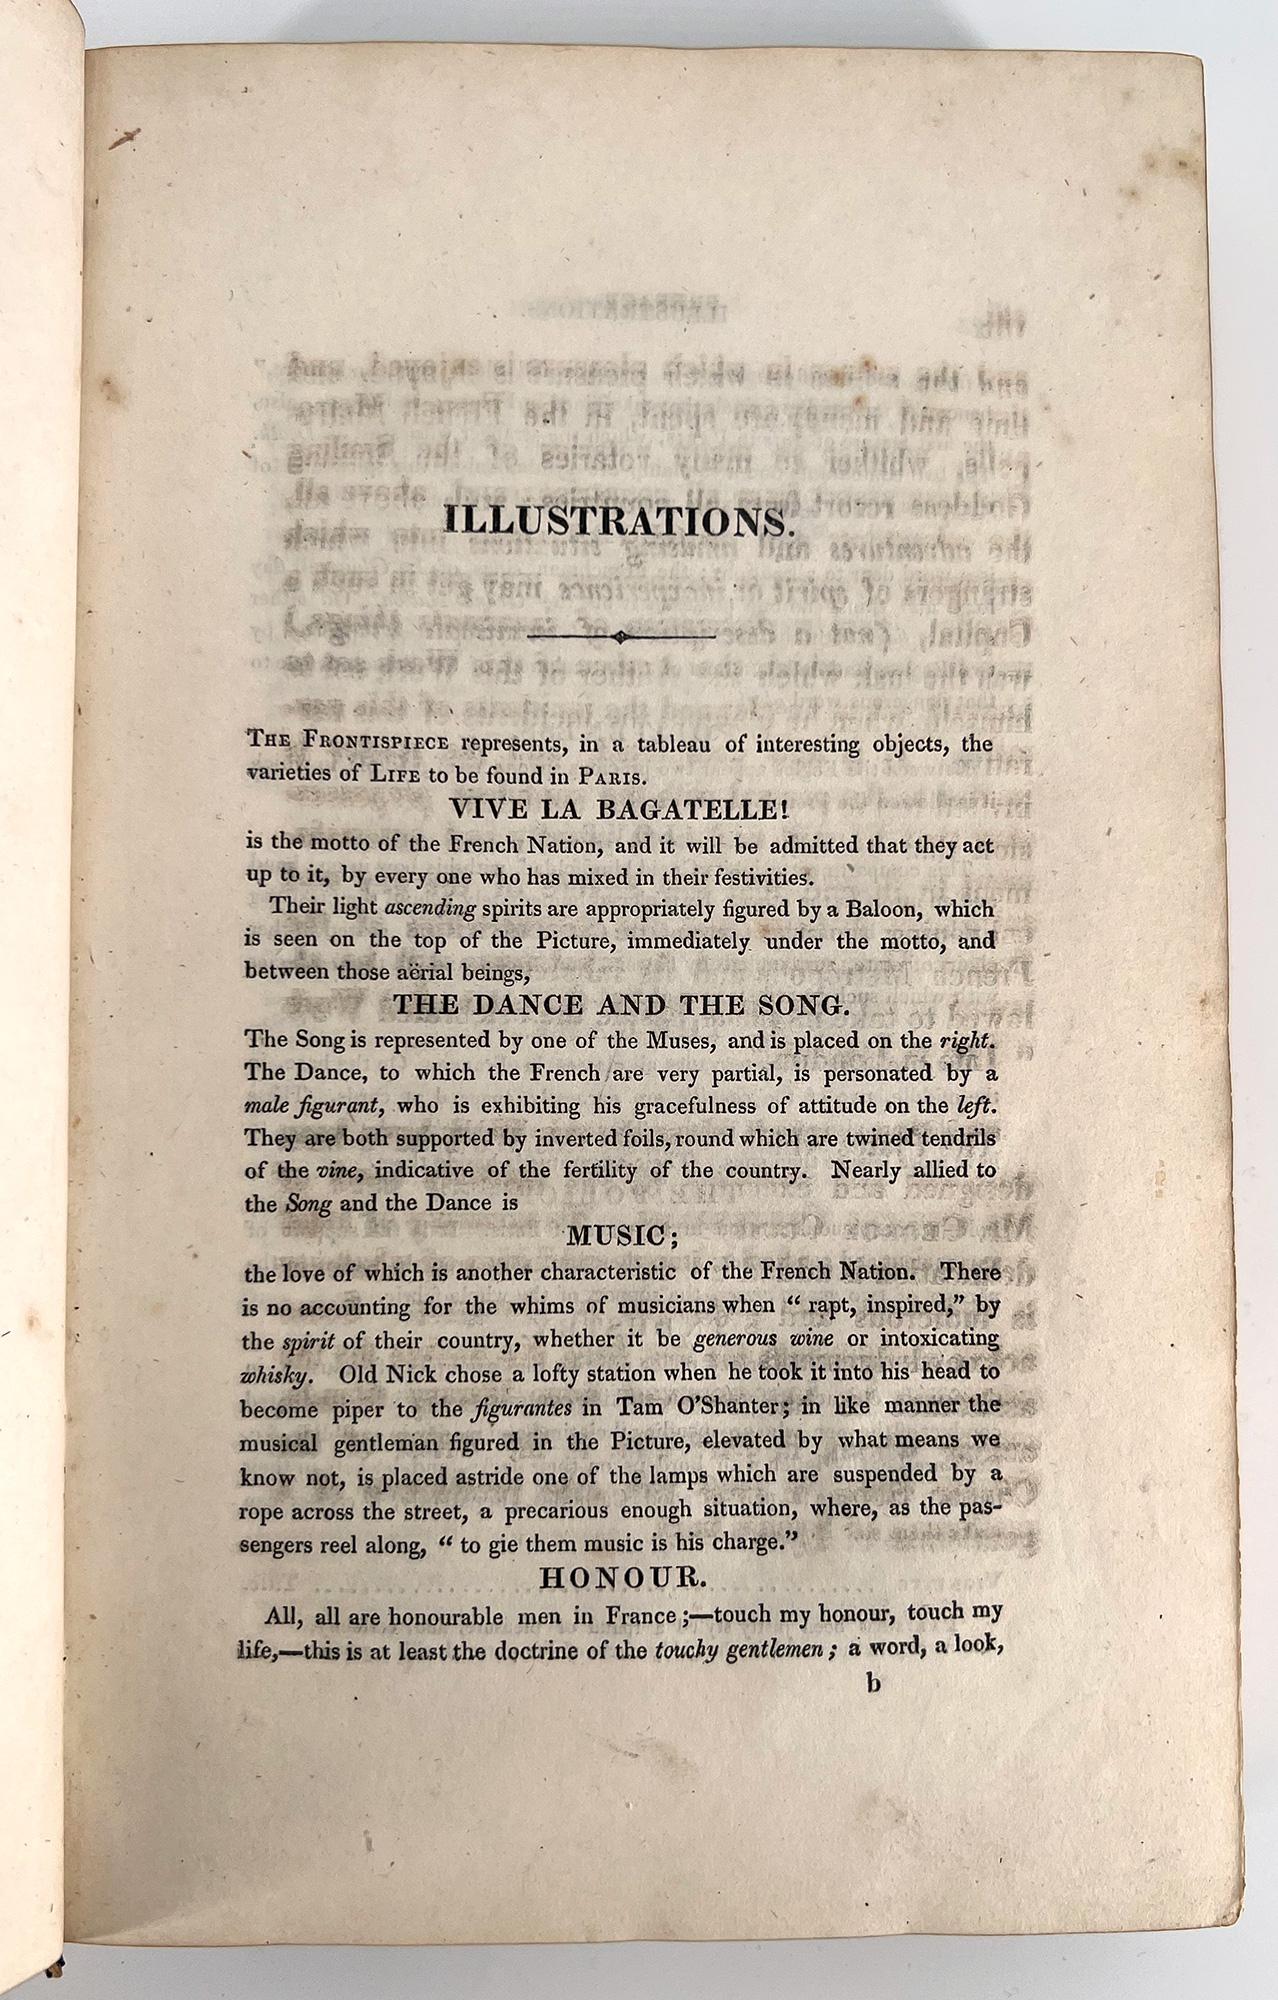 ILLUSTRATIONS.
THE FRONTISPIECE represents, in a tableau of interesting objects, the
varieties of LIFE to be found in PARIS.
VIVE LA BAGATELLE!
is the motto of the French Nation, and it will be admitted that they act
up to it, by every one who has mixed in their festivities.
Their light ascending spirits are appropriately figured by a Baloon, which
is seen on the top of the Picture, immediately under the motto, and
between those aërial beings,
THE DANCE AND THE SONG.
The Song is represented by one of the Muses, and is placed on the right.
The Dance, to which the French are very partial, is personated by a
male figurant, who is exhibiting his gracefulness of attitude on the left.
They are both supported by inverted foils, round which are twined tendrils
of the vine, indicative of the fertility of the country. Nearly allied to
the Song and the Dance is
MUSIC;
the love of which is another characteristic of the French Nation. There
is no accounting for the whims of musicians when “ rapt, inspired,” by
the spirit of their country, whether it be generous wine or intoxicating
whisky. Old Nick chose a lofty station when he took it into his head to
become piper to the figurantes in Tam O’Shanter; in like manner the
musical gentleman figured in the Picture, elevated by what means we
know not, is placed astride one of the lamps which are suspended by a
rope across the street, a precarious enough situation, where, as the pas-
sengers reel along, “ to gie them music is his charge.”
HONOUR.
All, all are honourable men in France;—touch my honour, touch my
life,—this is at least the doctrine of the touchy gentlemen; a word, a look,
b